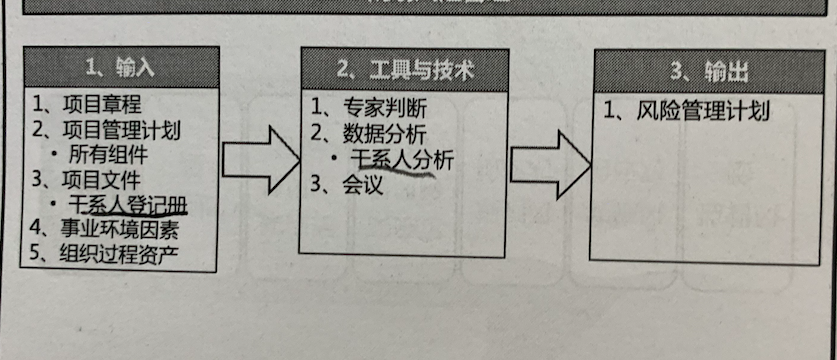 1、输入
1、项目章程
2、项目管理计划
• 所有组件
3、项目文件
• 干系人登记册
4、事业环境因素
5、组织过程资产
2、工具与技术
1、专家判断
2、数据分析
• 干系人分析
3、会议
3、输出
1、风险管理计划